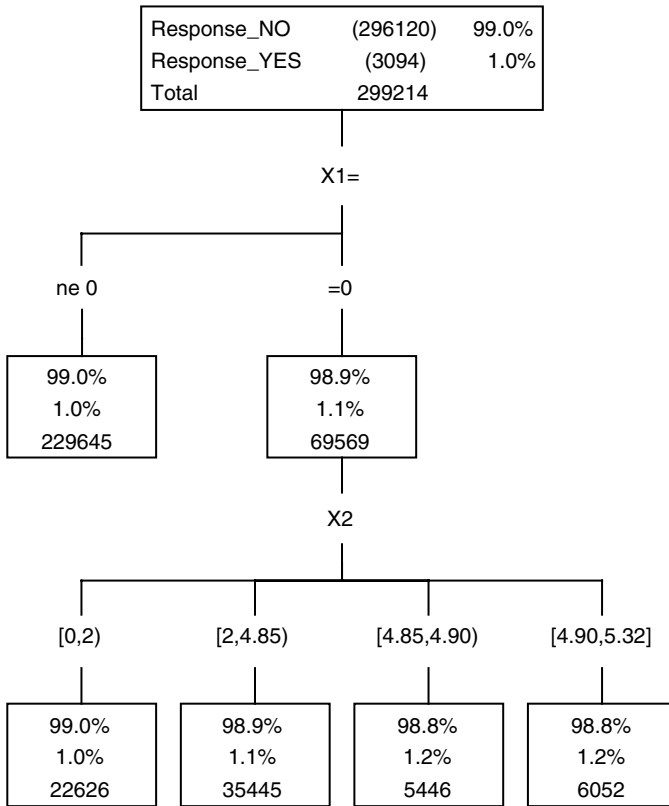 Response_NO (296120) 99.0%
Response_YES (3094) 1.0%
Total 299214
X1=
ne 0 =0
99.0% 98.9%
1.0% 1.1%
229645 69569
X2
[0,2) [2,4.85) [4.85,4.90) [4.90,5.32]
99.0% 98.9% 98.8% 98.8%
1.0% 1.1% 1.2% 1.2%
22626 35445 5446 6052